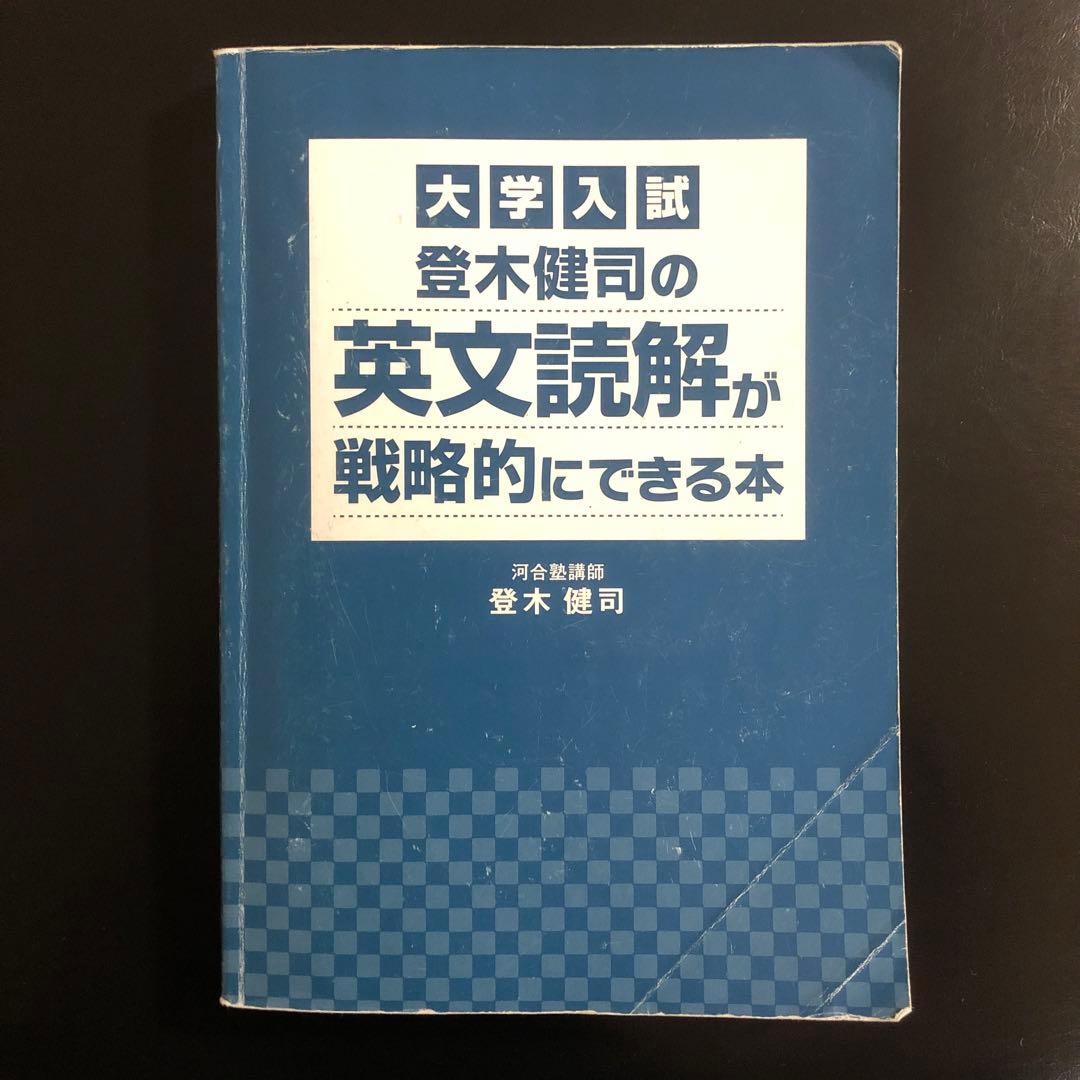 大学入試
登木健司の
英文読解が
戦略的にできる本
河合塾講師
登木 健司